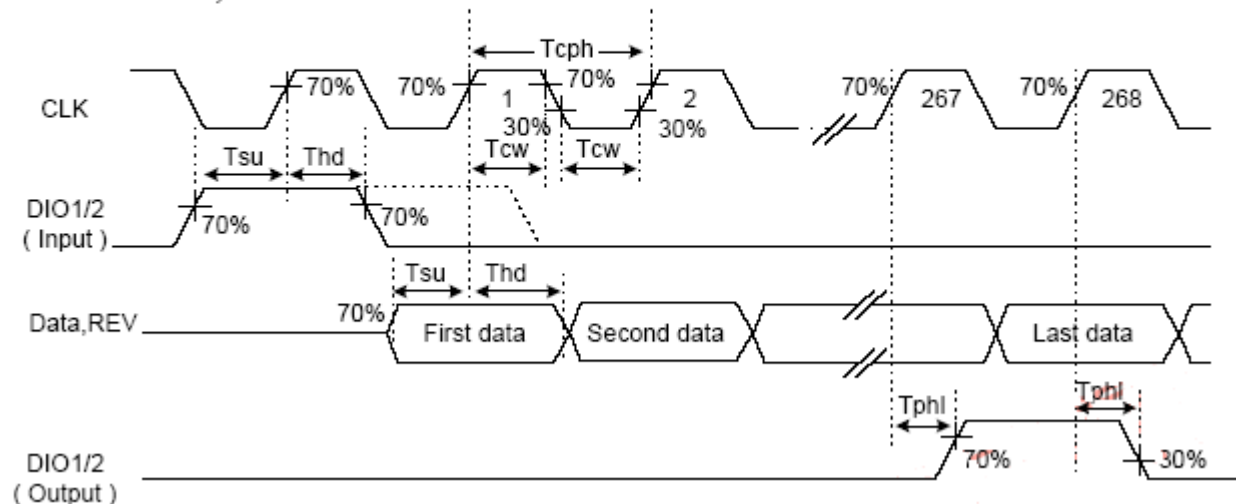 Tcph
CLK
70%
70%
1
70%
30%
2
30%
70%
267
70%
268
Tsu
Thd
Tcw
Tcw
DIO1/2
( Input )
70%
70%
Tsu
Thd
Data,REV
70%
First data
Second data
Last data
Tphl
Tphl
DIO1/2
( Output )
70%
30%